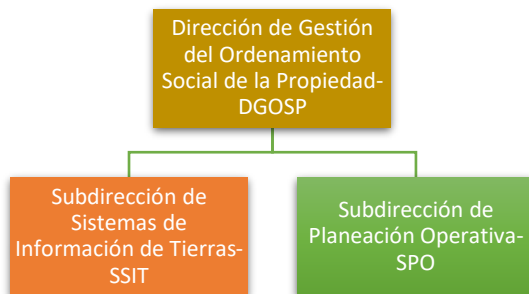 Dirección de Gestión
del Ordenamiento
Social de la Propiedad-
DGOSP
Subdirección de
Sistemas de
Información de Tierras-
SSIT
Subdirección de
Planeación Operativa-
SPO